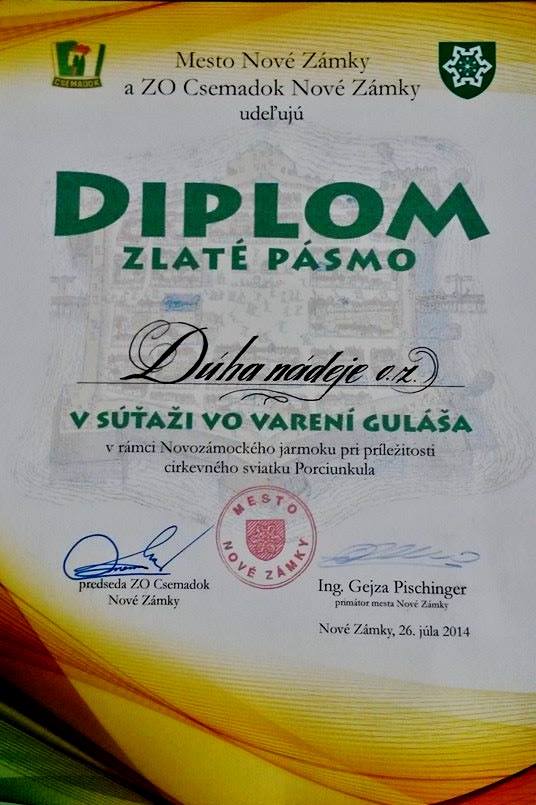 CSEMADOK
Mesto Nové Zámky
a ZO Csemadok Nové Zámky
udeľujú
DIPLOM
ZLATÉ PÁSMO
Dúha nádeje o.z.
V SÚŤAŽI VO VARENÍ GULÁŠA
v rámci Novozámockého jarmoku pri príležitosti
cirkevného sviatku Porciunkula
MESTO
NOVÉ ZÁMKY
predseda ZO Csemadok
Nové Zámky
Ing. Gejza Pischinger
primátor mesta Nové Zámky
Nové Zámky, 26. júla 2014